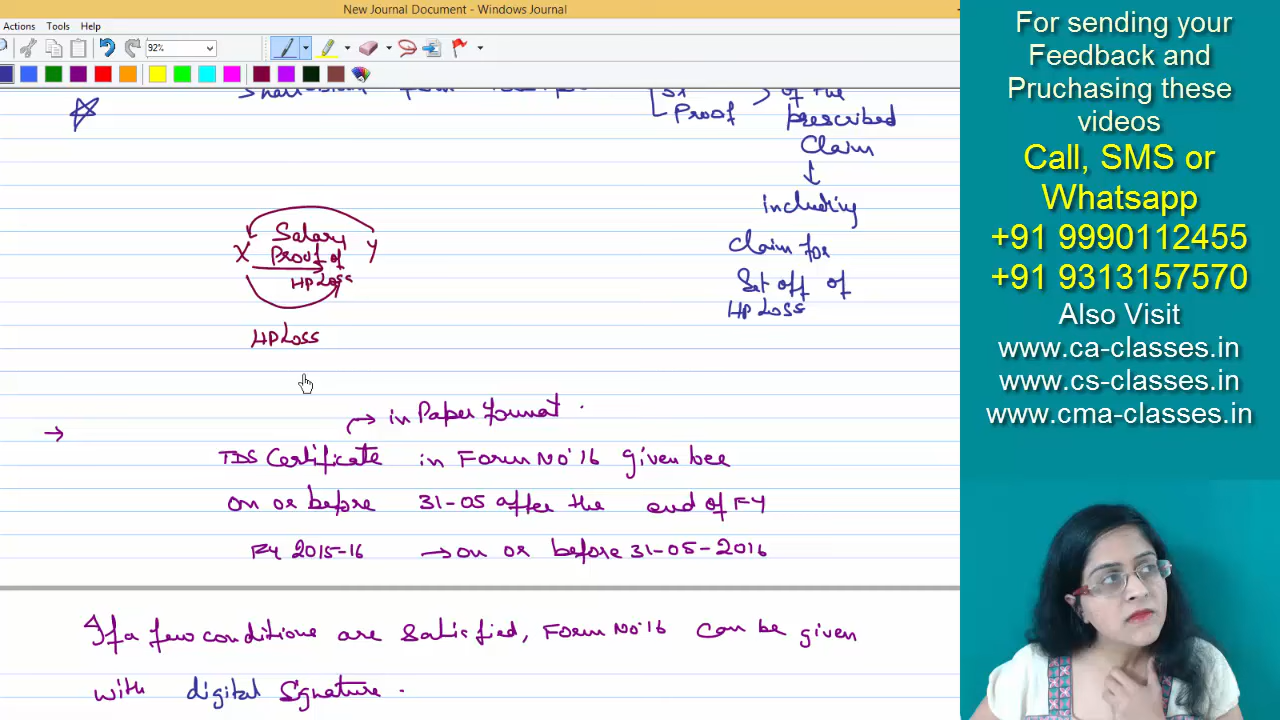 New Journal Document - Windows Journal
Actions Tools Help
92%
of the
Proof prescribed
Claim
including
Claim for
Set off of
HP Loss
Salary
X Proof of Y
HP Loss
HP Loss
→ in Paper format .
→
TDS Certificate in Form No 16 given
on or before 31-05 after the end of FY
FY 2015-16 → on or before 31-05-2016
If a few conditions are satisfied, Form No 16 can be given
with digital Signature .
For sending your
Feedback and
Pruchasing these
videos
Call, SMS or
Whatsapp
+91 9990112455
+91 9313157570
Also Visit
www.ca-classes.in
www.cs-classes.in
www.cma-classes.in